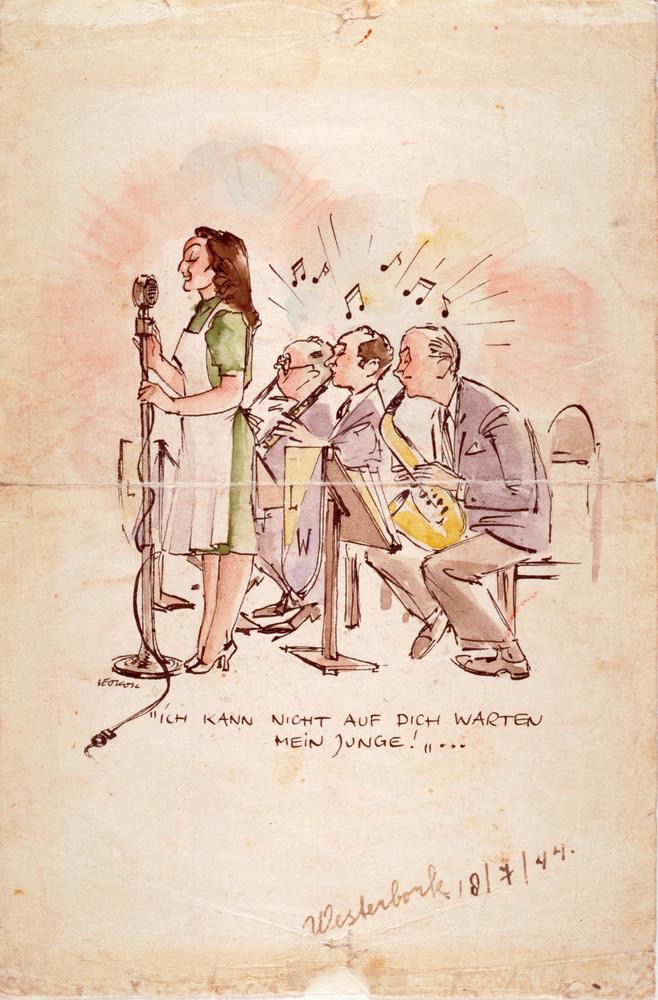 L
W
LEOKOK
"ICH KANN NICHT AUF DICH WARTEN
MEIN JUNGE!„...
Westerbork 18/7/44.